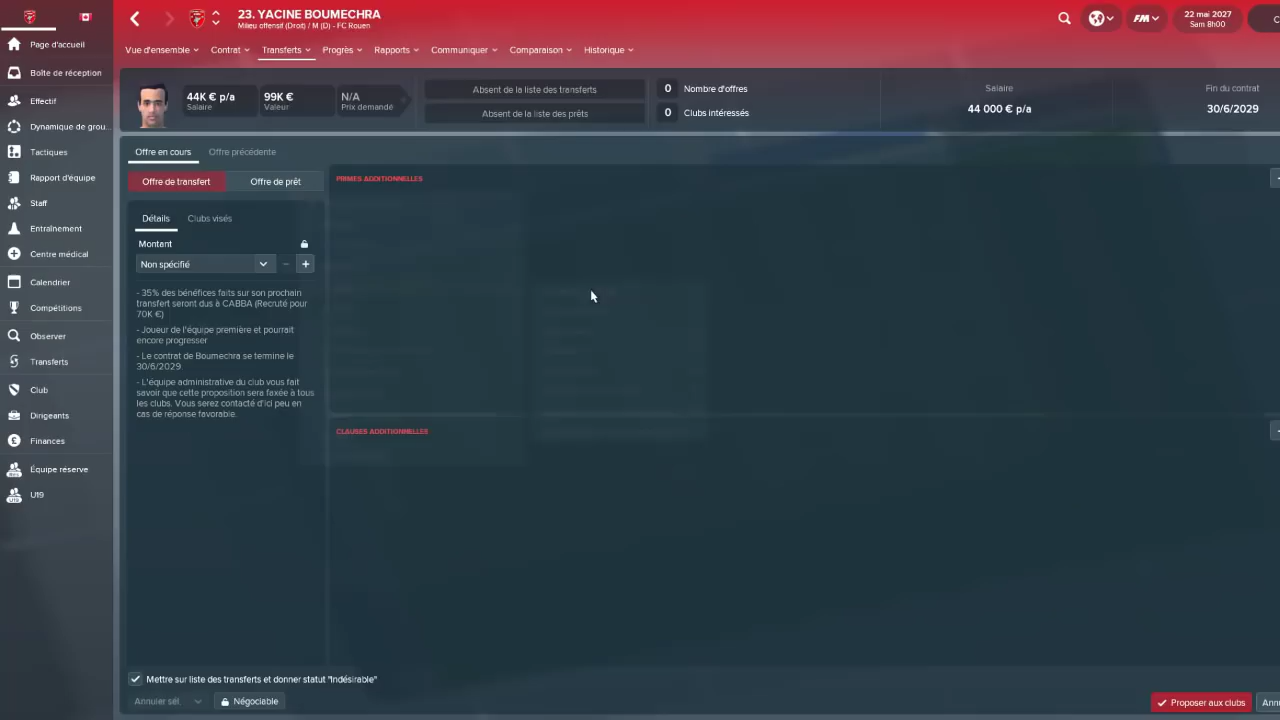 23. YACINE BOUMECHRA
Milieu offensif (Droit) / M (D) - FC Rouen
22 mai 2027
Sam 8h00
FM
Vue d'ensemble
Contrat
Transferts
Progrès
Rapports
Communiquer
Comparaison
Historique
Page d'accueil
Boîte de réception
Effectif
Dynamique de grou...
Tactiques
Rapport d'équipe
Staff
Entraînement
Centre médical
Calendrier
Compétitions
Observer
Transferts
Club
Dirigeants
Finances
Équipe réserve
U19
44K € p/a
Salaire
99K €
Valeur
N/A
Prix demandé
Absent de la liste des transferts
Absent de la liste des prêts
0 Nombre d'offres
0 Clubs intéressés
Salaire
44 000 € p/a
Fin du contrat
30/6/2029
Offre en cours
Offre précédente
Offre de transfert
Offre de prêt
Détails
Clubs visés
Montant
Non spécifié
- 35% des bénéfices faits sur son prochain
transfert seront dus à CABBA (Recruté pour
70K €)
- Joueur de l'équipe première et pourrait
encore progresser
- Le contrat de Boumechra se termine le
30/6/2029.
- L'équipe administrative du club vous fait
savoir que cette proposition sera faxée à tous
les clubs. Vous serez contacté d'ici peu en
cas de réponse favorable.
PRIMES ADDITIONNELLES
CLAUSES ADDITIONNELLES
Mettre sur liste des transferts et donner statut "Indésirable"
Annuler sél.
Négociable
Proposer aux clubs